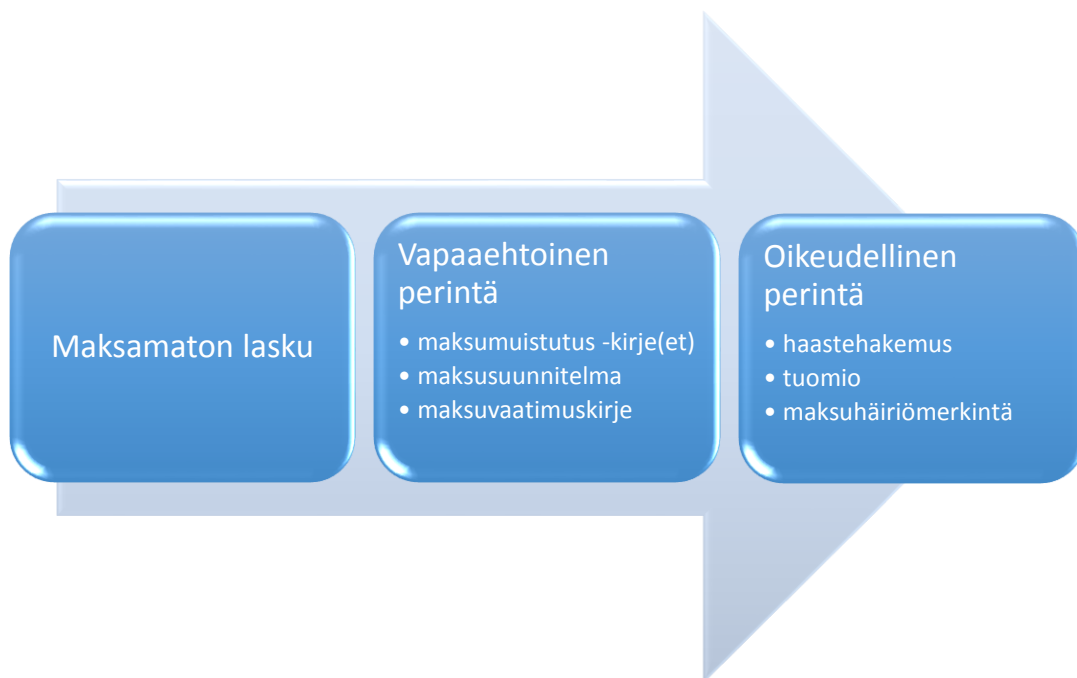 Maksamaton lasku
Vapaaehtoinen
perintä
• maksumuistutus -kirje(et)
• maksusuunnitelma
• maksuvaatimuskirje
Oikeudellinen
perintä
• haastehakemus
• tuomio
• maksuhäiriömerkintä